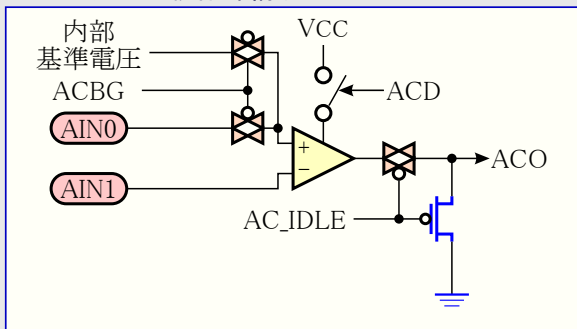 VCC
内部
基準電圧
ACBG
ACD
AIN0
+
−
ACO
AIN1
AC_IDLE